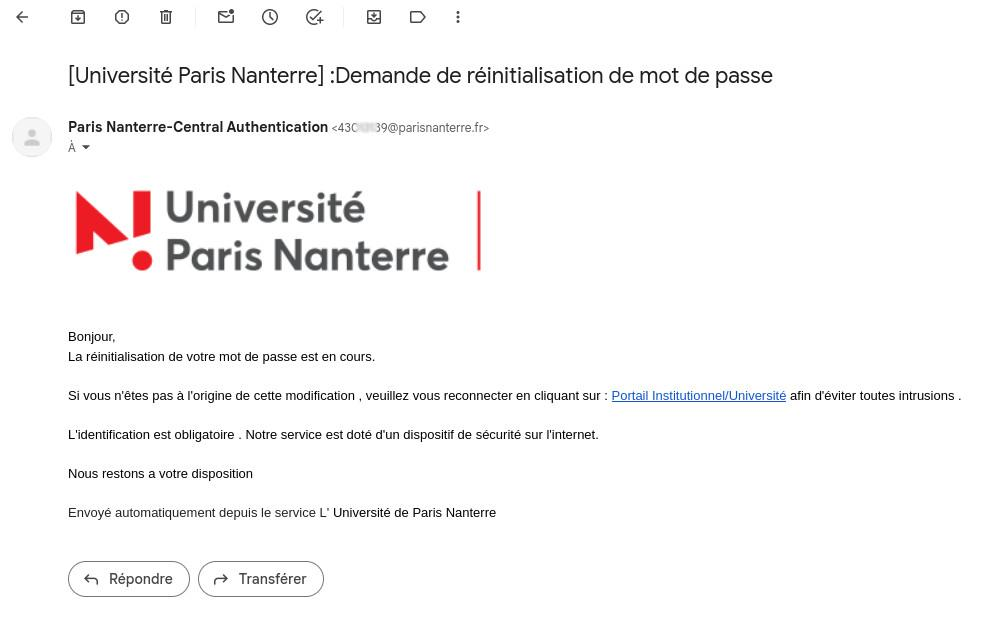 [Université Paris Nanterre] :Demande de réinitialisation de mot de passe
Paris Nanterre-Central Authentication <430 39@parisnanterre.fr>
À
Université
Paris Nanterre
Bonjour,
La réinitialisation de votre mot de passe est en cours.
Si vous n'êtes pas à l'origine de cette modification , veuillez vous reconnecter en cliquant sur : Portail Institutionnel/Université afin d'éviter toutes intrusions .
L'identification est obligatoire . Notre service est doté d'un dispositif de sécurité sur l'internet.
Nous restons a votre disposition
Envoyé automatiquement depuis le service L' Université de Paris Nanterre
Répondre
Transférer